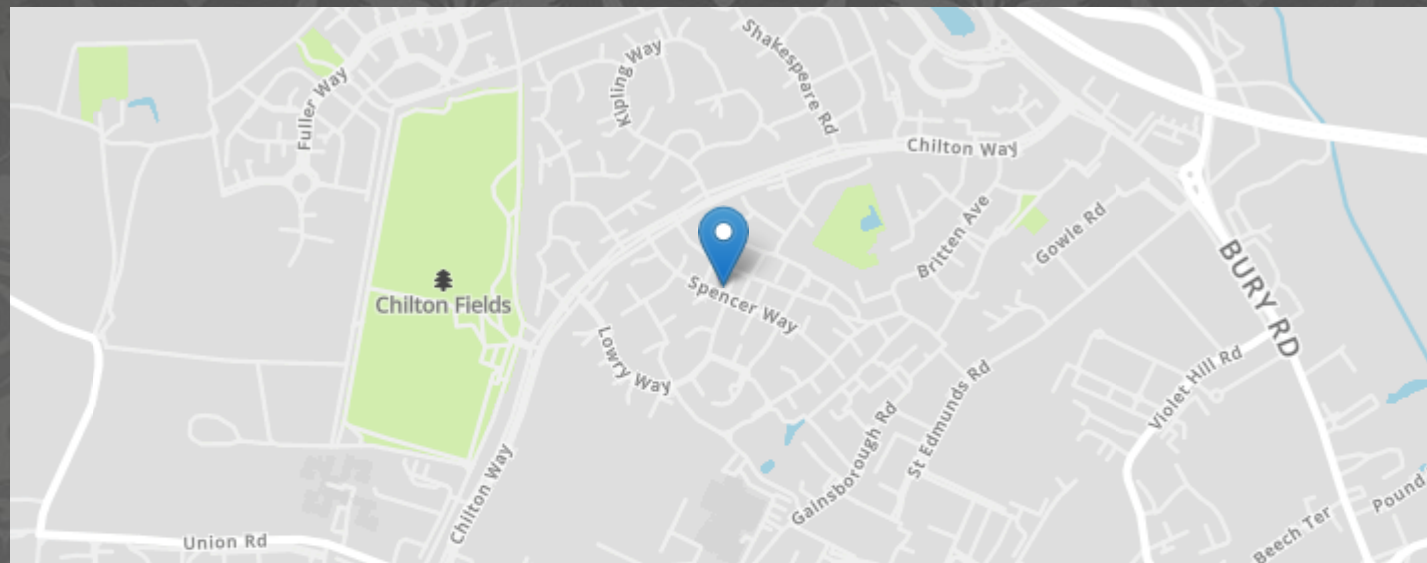 Shakespeare Rd
Kipling Way
Fuller Way
Chilton Way
Britten Ave
Gowle Rd
BURY RD
Chilton Fields
Spencer Way
Lowry Way
Violet Hill Rd
St Edmunds Rd
Gainsborough Rd
Chilton Way
Union Rd
Beech Ter
Pound